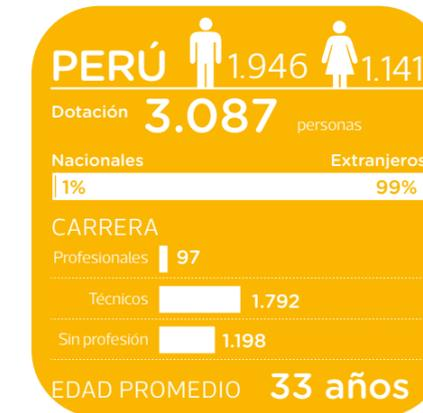 PERÚ 1.946 1.141
Dotación 3.087 personas
Nacionales Extranjeros
1% 99%
CARRERA
Profesionales 97
Técnicos 1.792
Sin profesión 1.198
EDAD PROMEDIO 33 años